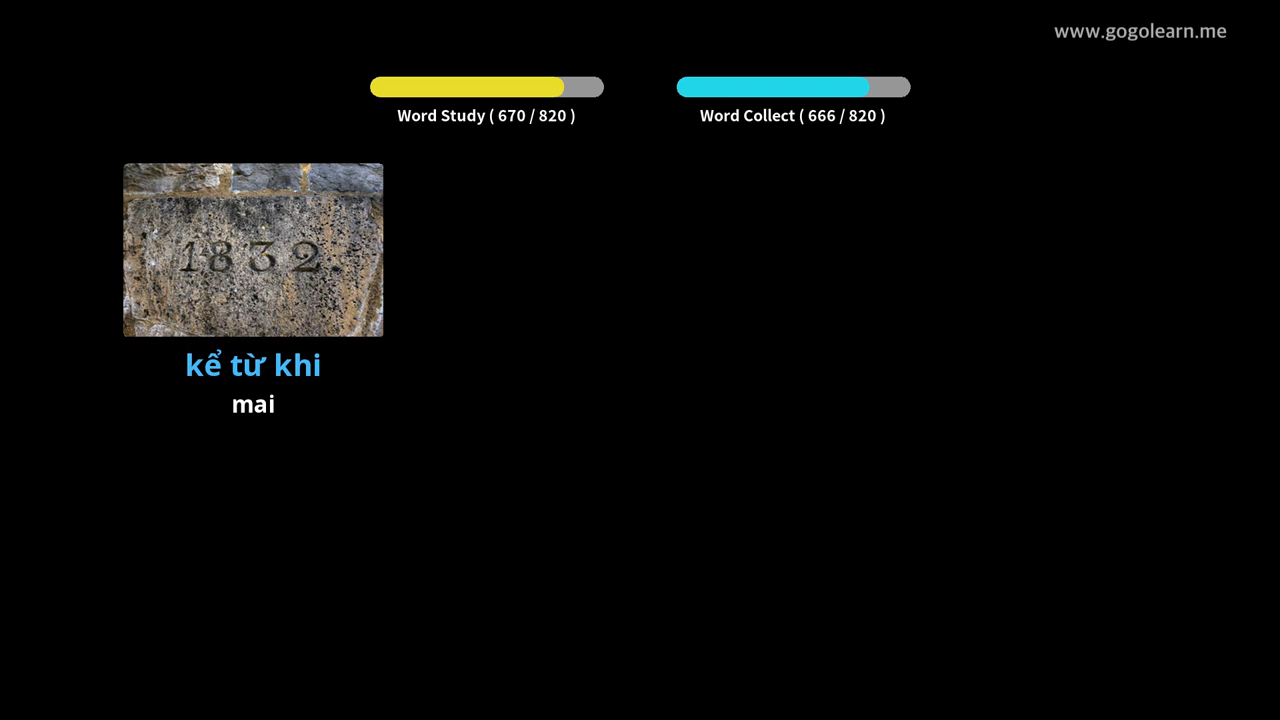 www.gogolearn.me
Word Study ( 670 / 820 )
Word Collect ( 666 / 820 )
1832.
kể từ khi
mai